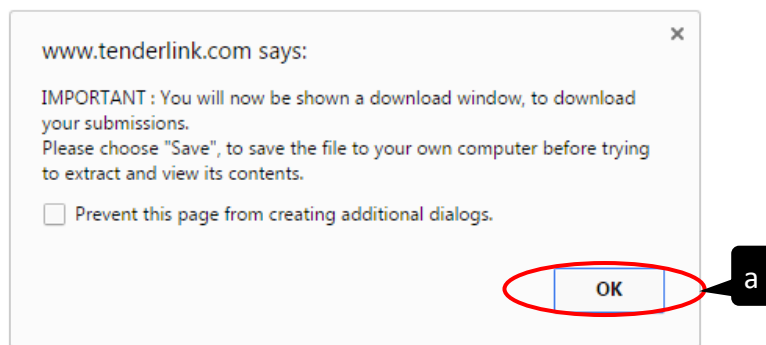 www.tenderlink.com says:
IMPORTANT : You will now be shown a download window, to download
your submissions.
Please choose "Save", to save the file to your own computer before trying
to extract and view its contents.
Prevent this page from creating additional dialogs.
OK
a